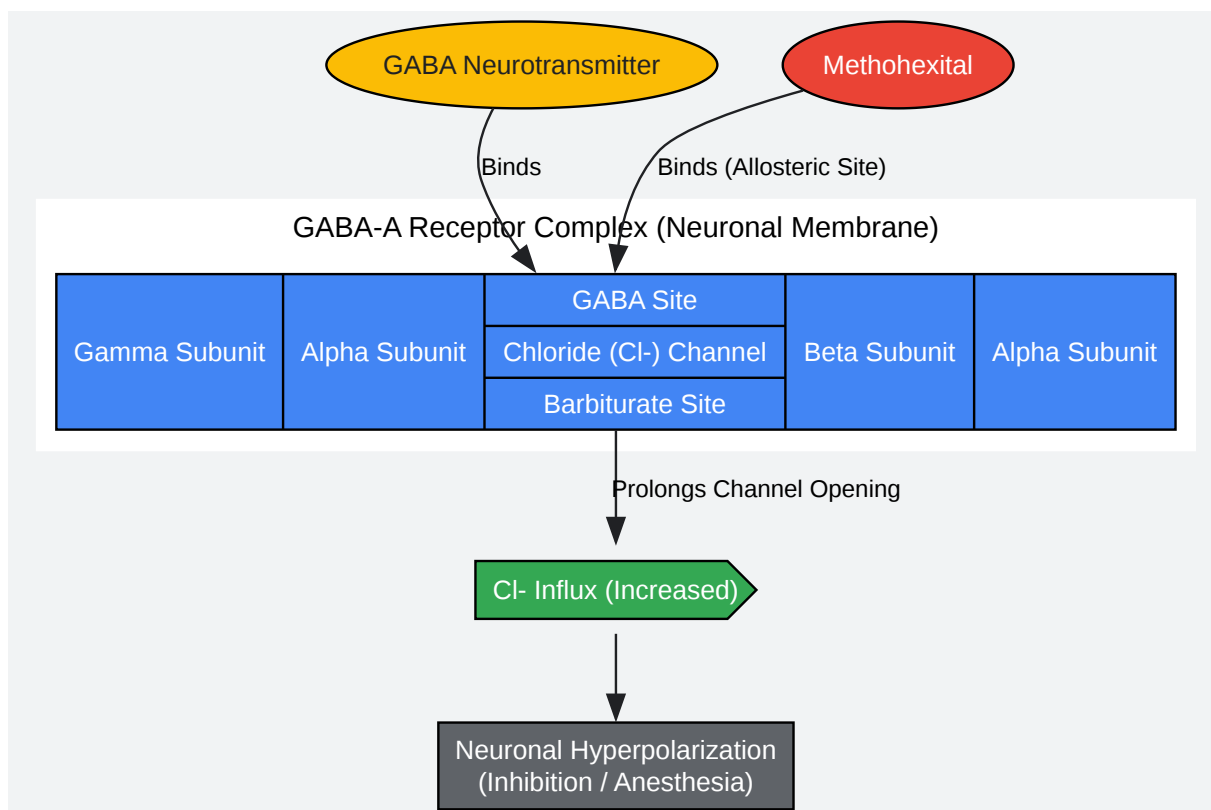 GABA Neurotransmitter
Methohexital
Binds
Binds (Allosteric Site)
GABA-A Receptor Complex (Neuronal Membrane)
Gamma Subunit
Alpha Subunit
GABA Site
Chloride (Cl-) Channel
Barbiturate Site
Beta Subunit
Alpha Subunit
Prolongs Channel Opening
Cl- Influx (Increased)
Neuronal Hyperpolarization
(Inhibition / Anesthesia)